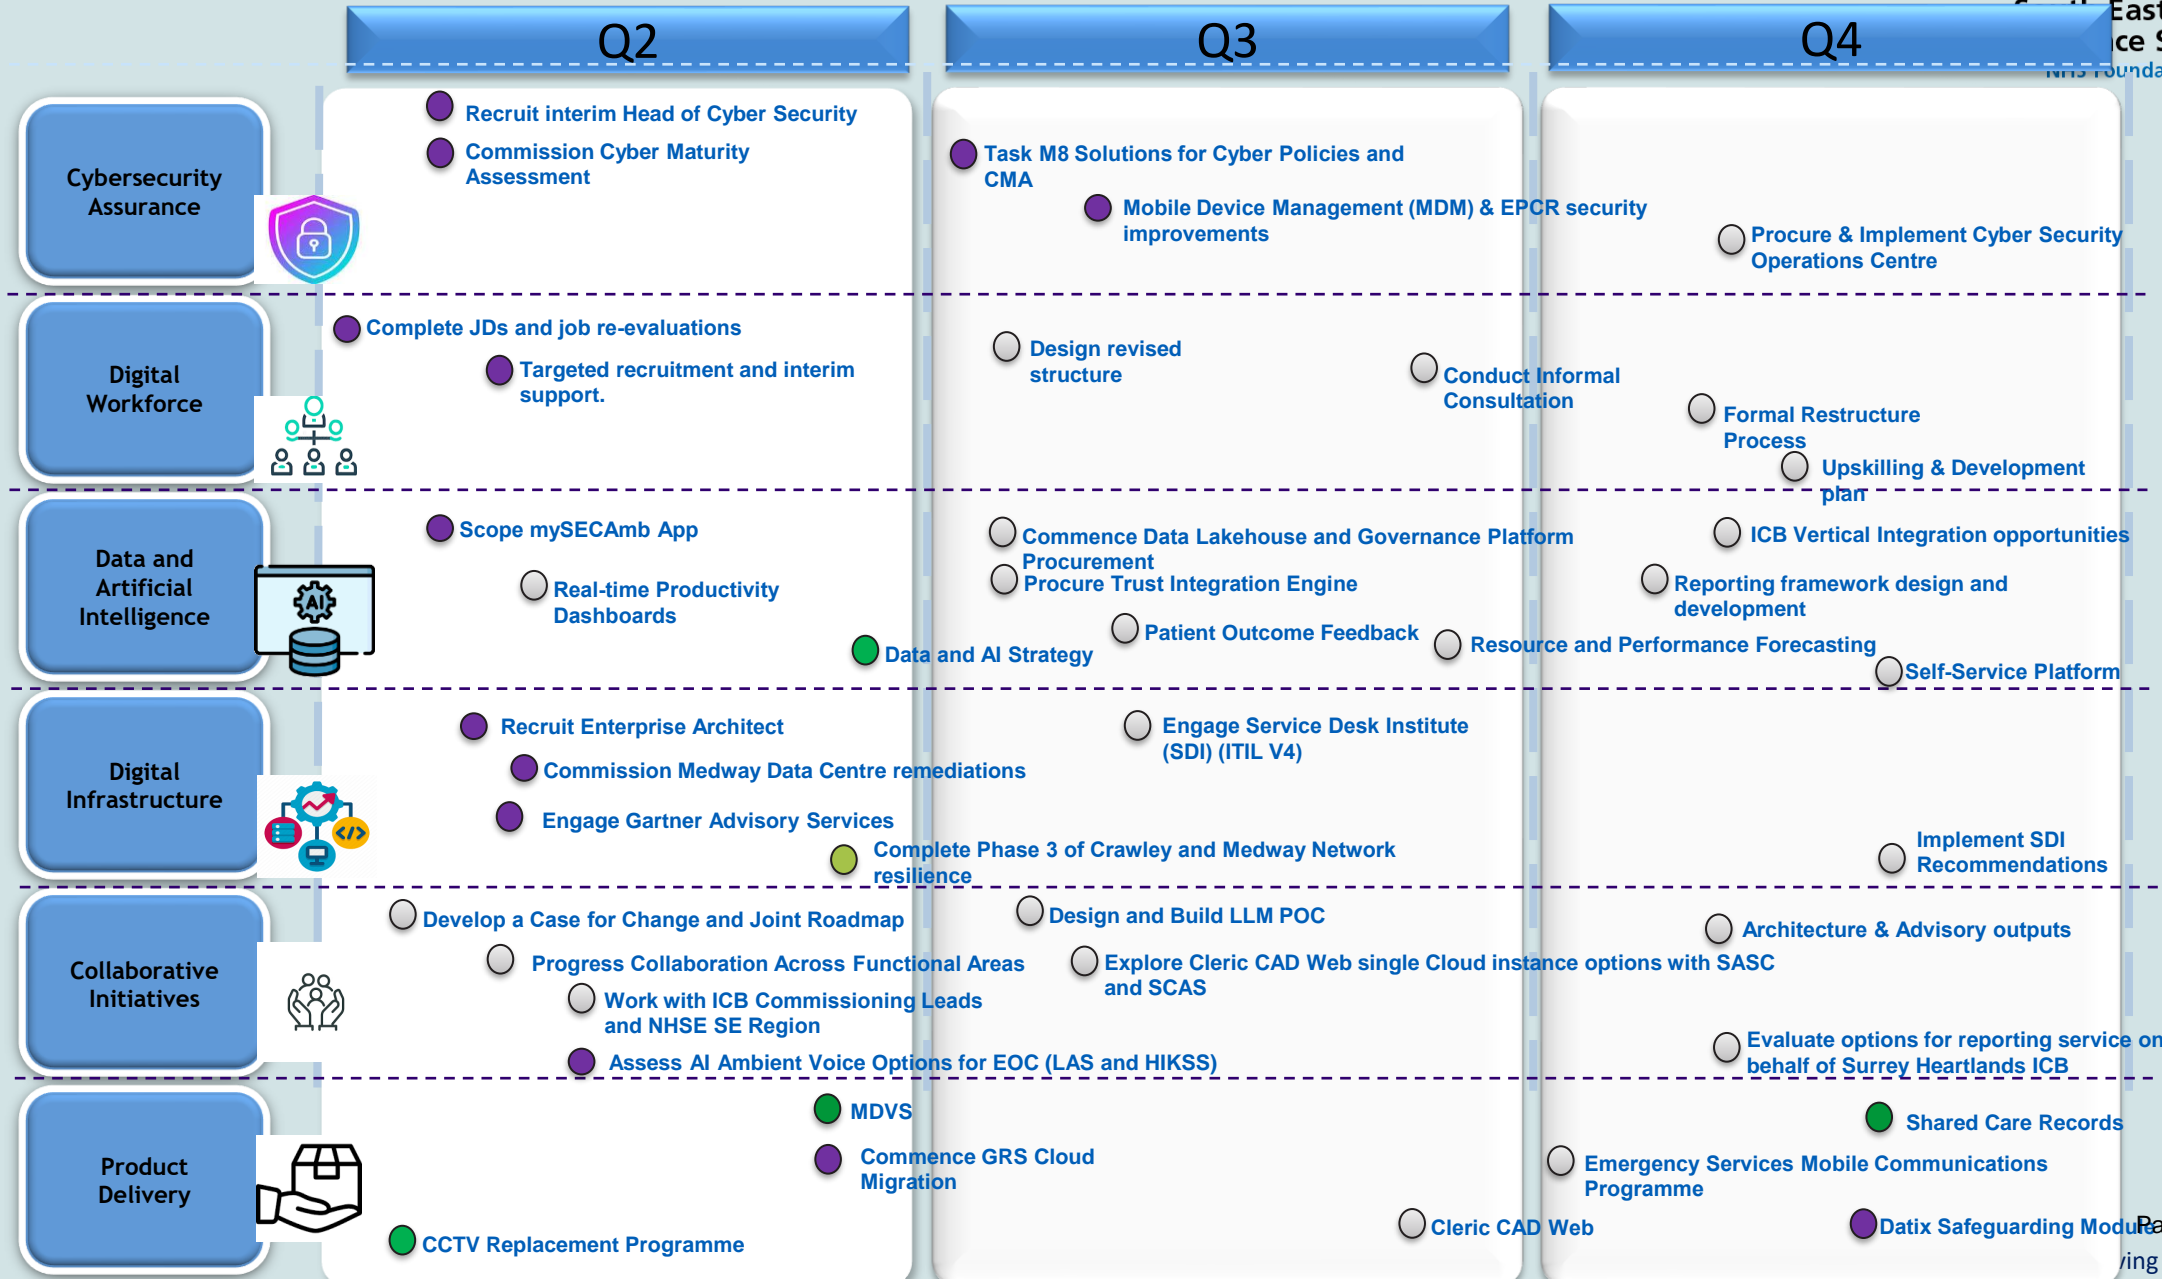 Q2
Q3
Q4
East
ce S
NHS Founda
Cybersecurity
Assurance
Recruit interim Head of Cyber Security
Commission Cyber Maturity
Assessment
Task M8 Solutions for Cyber Policies and
CMA
Mobile Device Management (MDM) & EPCR security
improvements
Procure & Implement Cyber Security
Operations Centre
Digital
Workforce
Complete JDs and job re-evaluations
Targeted recruitment and interim
support.
Design revised
structure
Conduct Informal
Consultation
Formal Restructure
Process
Upskilling & Development
plan
Data and
Artificial
Intelligence
AI
Scope mySECAmb App
Real-time Productivity
Dashboards
Data and AI Strategy
Commence Data Lakehouse and Governance Platform
Procurement
Procure Trust Integration Engine
Patient Outcome Feedback
Resource and Performance Forecasting
ICB Vertical Integration opportunities
Reporting framework design and
development
Self-Service Platform
Digital
Infrastructure
</>
Recruit Enterprise Architect
Commission Medway Data Centre remediations
Engage Gartner Advisory Services
Complete Phase 3 of Crawley and Medway Network
resilience
Engage Service Desk Institute
(SDI) (ITIL V4)
Implement SDI
Recommendations
Collaborative
Initiatives
Develop a Case for Change and Joint Roadmap
Progress Collaboration Across Functional Areas
Work with ICB Commissioning Leads
and NHSE SE Region
Assess AI Ambient Voice Options for EOC (LAS and HIKSS)
Design and Build LLM POC
Explore Cleric CAD Web single Cloud instance options with SASC
and SCAS
Architecture & Advisory outputs
Evaluate options for reporting service on
behalf of Surrey Heartlands ICB
Product
Delivery
MDVS
Commence GRS Cloud
Migration
CCTV Replacement Programme
Cleric CAD Web
Shared Care Records
Emergency Services Mobile Communications
Programme
Datix Safeguarding Module
Pa
ving